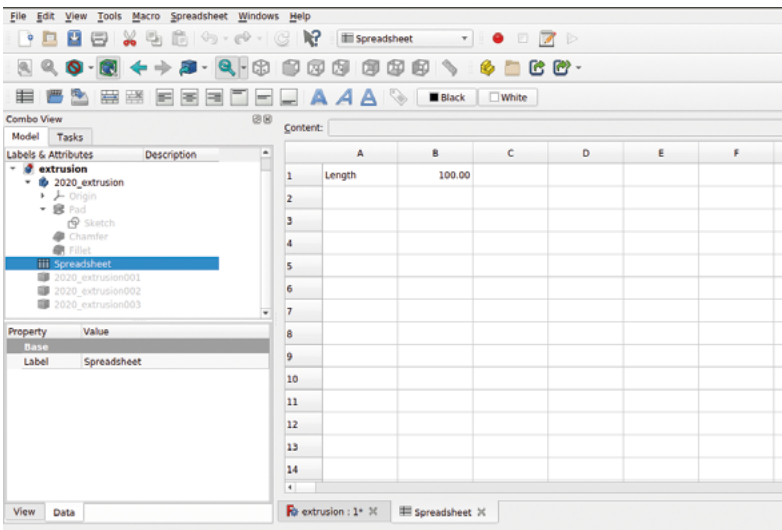 File Edit View Tools Macro Spreadsheet Windows Help
Spreadsheet
A A A Black White
Combo View
Model Tasks
Labels & Attributes Description
extrusion
2020_extrusion
Origin
Pad
Sketch
Chamfer
Fillet
Spreadsheet
2020_extrusion001
2020_extrusion002
2020_extrusion003
Property Value
Base
Label Spreadsheet
View Data
Content:
A B C D E F
1 Length 100.00
2
3
4
5
6
7
8
9
10
11
12
13
14
extrusion : 1* Spreadsheet